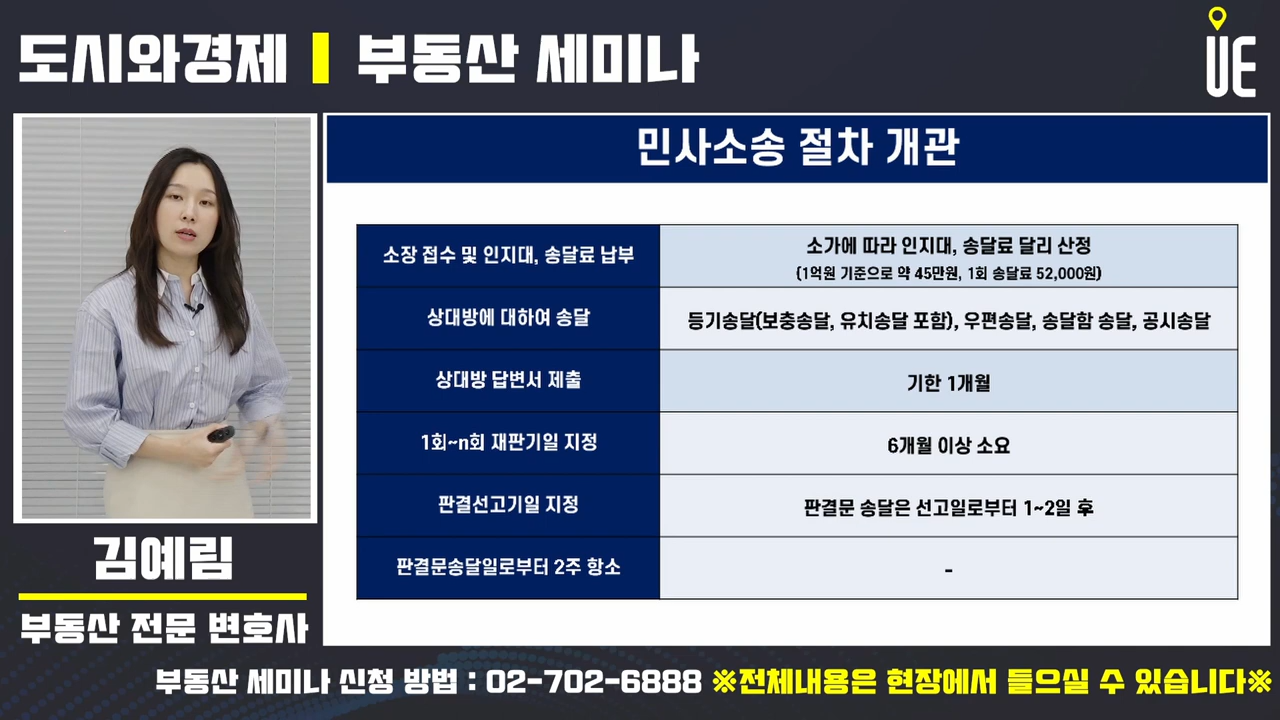 도시와경제 | 부동산 세미나
UE
민사소송 절차 개관
소장 접수 및 인지대, 송달료 납부
소가에 따라 인지대, 송달료 달리 산정
(1억원 기준으로 약 45만원, 1회 송달료 52,000원)
상대방에 대하여 송달
등기송달(보충송달, 유치송달 포함), 우편송달, 송달함 송달, 공시송달
상대방 답변서 제출
기한 1개월
1회~n회 재판기일 지정
6개월 이상 소요
판결선고기일 지정
판결문 송달은 선고일로부터 1~2일 후
판결문송달일로부터 2주 항소
-
김예림
부동산 전문 변호사
부동산 세미나 신청 방법 : 02-702-6888 ※전체내용은 현장에서 들으실 수 있습니다※